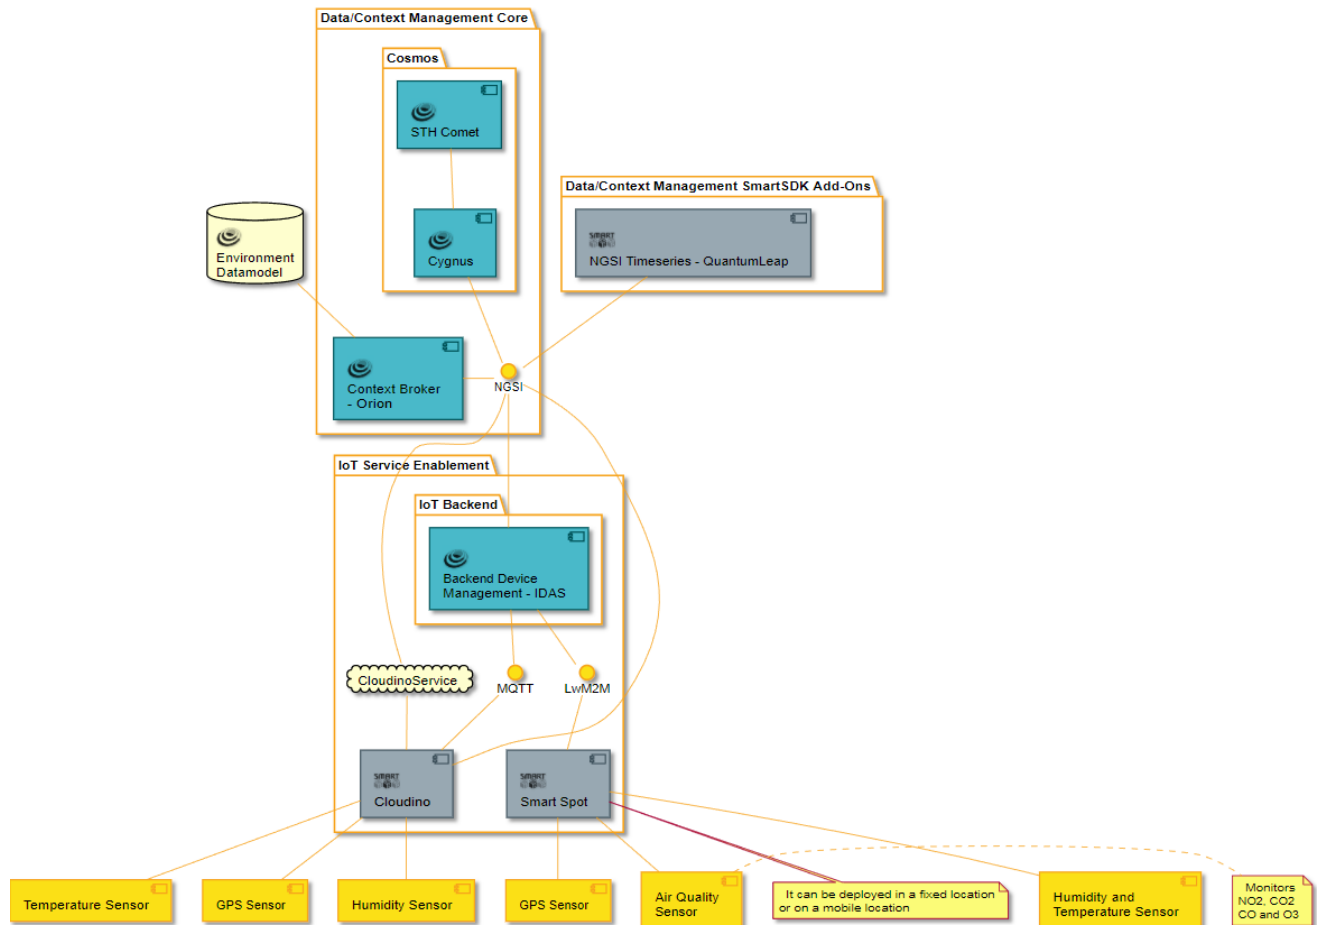 Data/Context Management Core
Cosmos
STH Comet
Data/Context Management SmartSDK Add-Ons
Environment
Datamodel
Cygnus
SMART
NGSI Timeseries - QuantumLeap
Context Broker
- Orion
NGSI
IoT Service Enablement
IoT Backend
Backend Device
Management - IDAS
CloudinoService
MQTT
LwM2M
SMART
Cloudino
SMART
Smart Spot
Temperature Sensor
GPS Sensor
Humidity Sensor
GPS Sensor
Air Quality
Sensor
It can be deployed in a fixed location
or on a mobile location
Humidity and
Temperature Sensor
Monitors
NO2, CO2
CO and O3